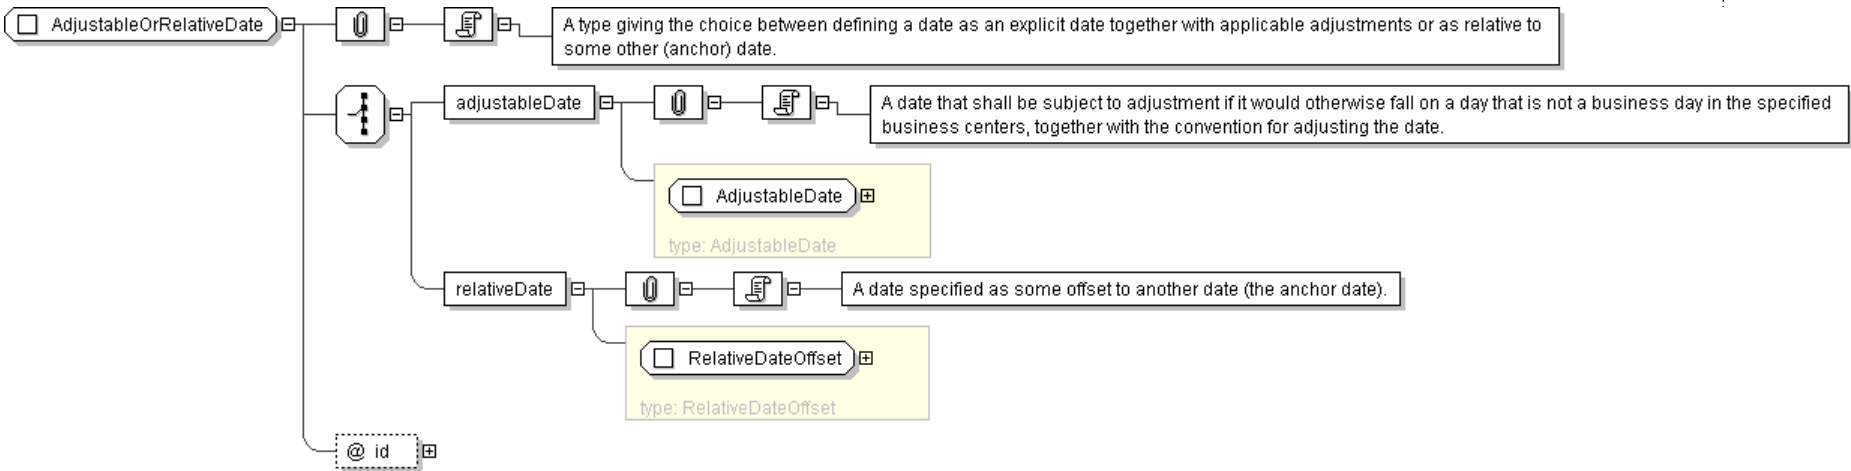 AdjustableOrRelativeDate
A type giving the choice between defining a date as an explicit date together with applicable adjustments or as relative to
some other (anchor) date.
adjustableDate
A date that shall be subject to adjustment if it would otherwise fall on a day that is not a business day in the specified
business centers, together with the convention for adjusting the date.
AdjustableDate
type: AdjustableDate
relativeDate
A date specified as some offset to another date (the anchor date).
RelativeDateOffset
type: RelativeDateOffset
@ id